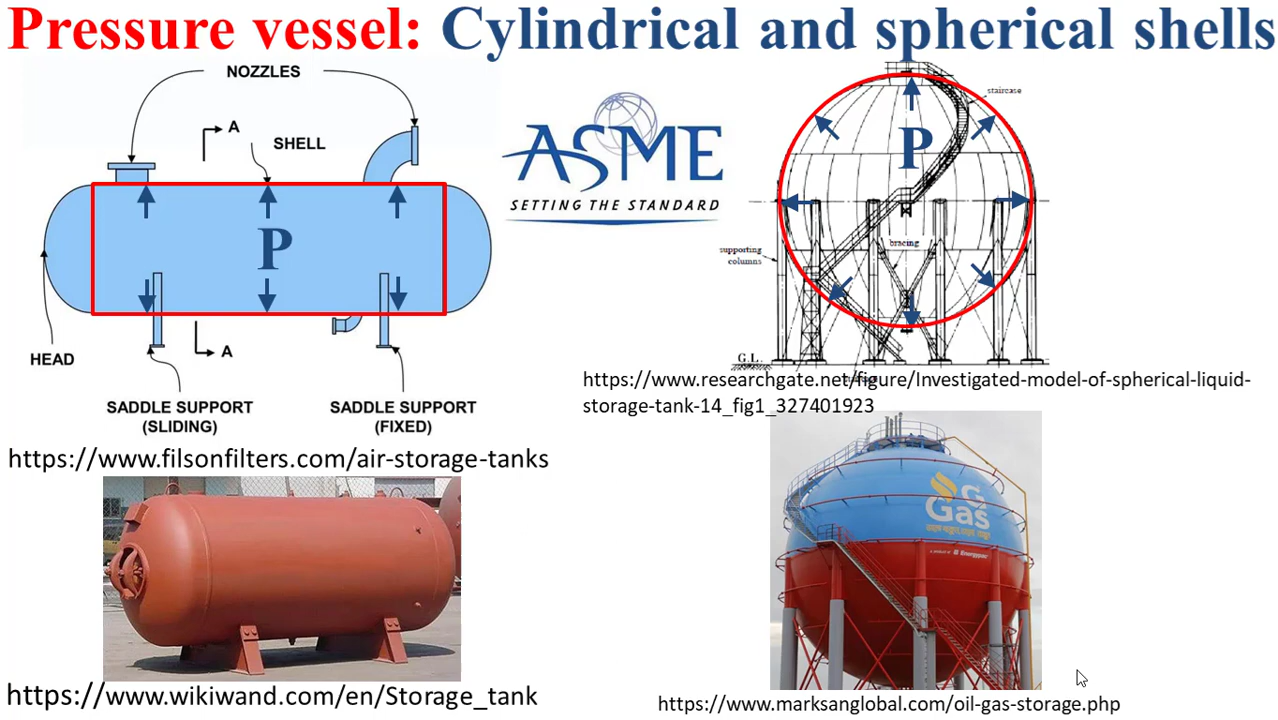 Pressure vessel: Cylindrical and spherical shells
NOZZLES
A
SHELL
P
HEAD
A
SADDLE SUPPORT
(SLIDING)
SADDLE SUPPORT
(FIXED)
https://www.filsonfilters.com/air-storage-tanks
https://www.wikiwand.com/en/Storage_tank
ASME
SETTING THE STANDARD
staircase
P
supporting
columns
bracing
G.L.
https://www.researchgate.net/figure/Investigated-model-of-spherical-liquid-
storage-tank-14_fig1_327401923
G
Gas
https://www.marksanglobal.com/oil-gas-storage.php